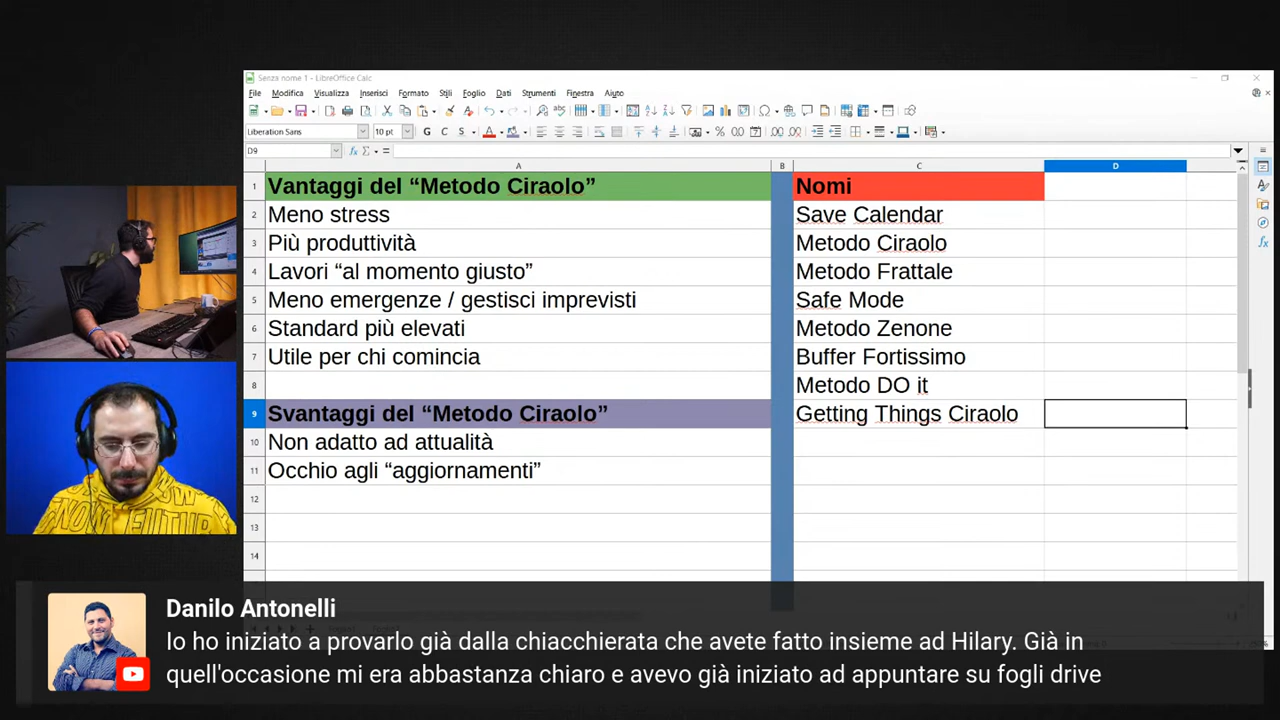 Senza nome 1 - LibreOffice Calc
File Modifica Visualizza Inserisci Formato Stili Foglio Dati Strumenti Finestra Aiuto
Liberation Sans 10 pt G C S
D9
A B C D
1 Vantaggi del “Metodo Ciraolo” Nomi
2 Meno stress Save Calendar
3 Più produttività Metodo Ciraolo
4 Lavori “al momento giusto” Metodo Frattale
5 Meno emergenze / gestisci imprevisti Safe Mode
6 Standard più elevati Metodo Zenone
7 Utile per chi comincia Buffer Fortissimo
8 Metodo DO it
9 Svantaggi del “Metodo Ciraolo” Getting Things Ciraolo
10 Non adatto ad attualità
11 Occhio agli “aggiornamenti”
12
13
14
Danilo Antonelli
Io ho iniziato a provarlo già dalla chiacchierata che avete fatto insieme ad Hilary. Già in
quell'occasione mi era abbastanza chiaro e avevo già iniziato ad appuntare su fogli drive